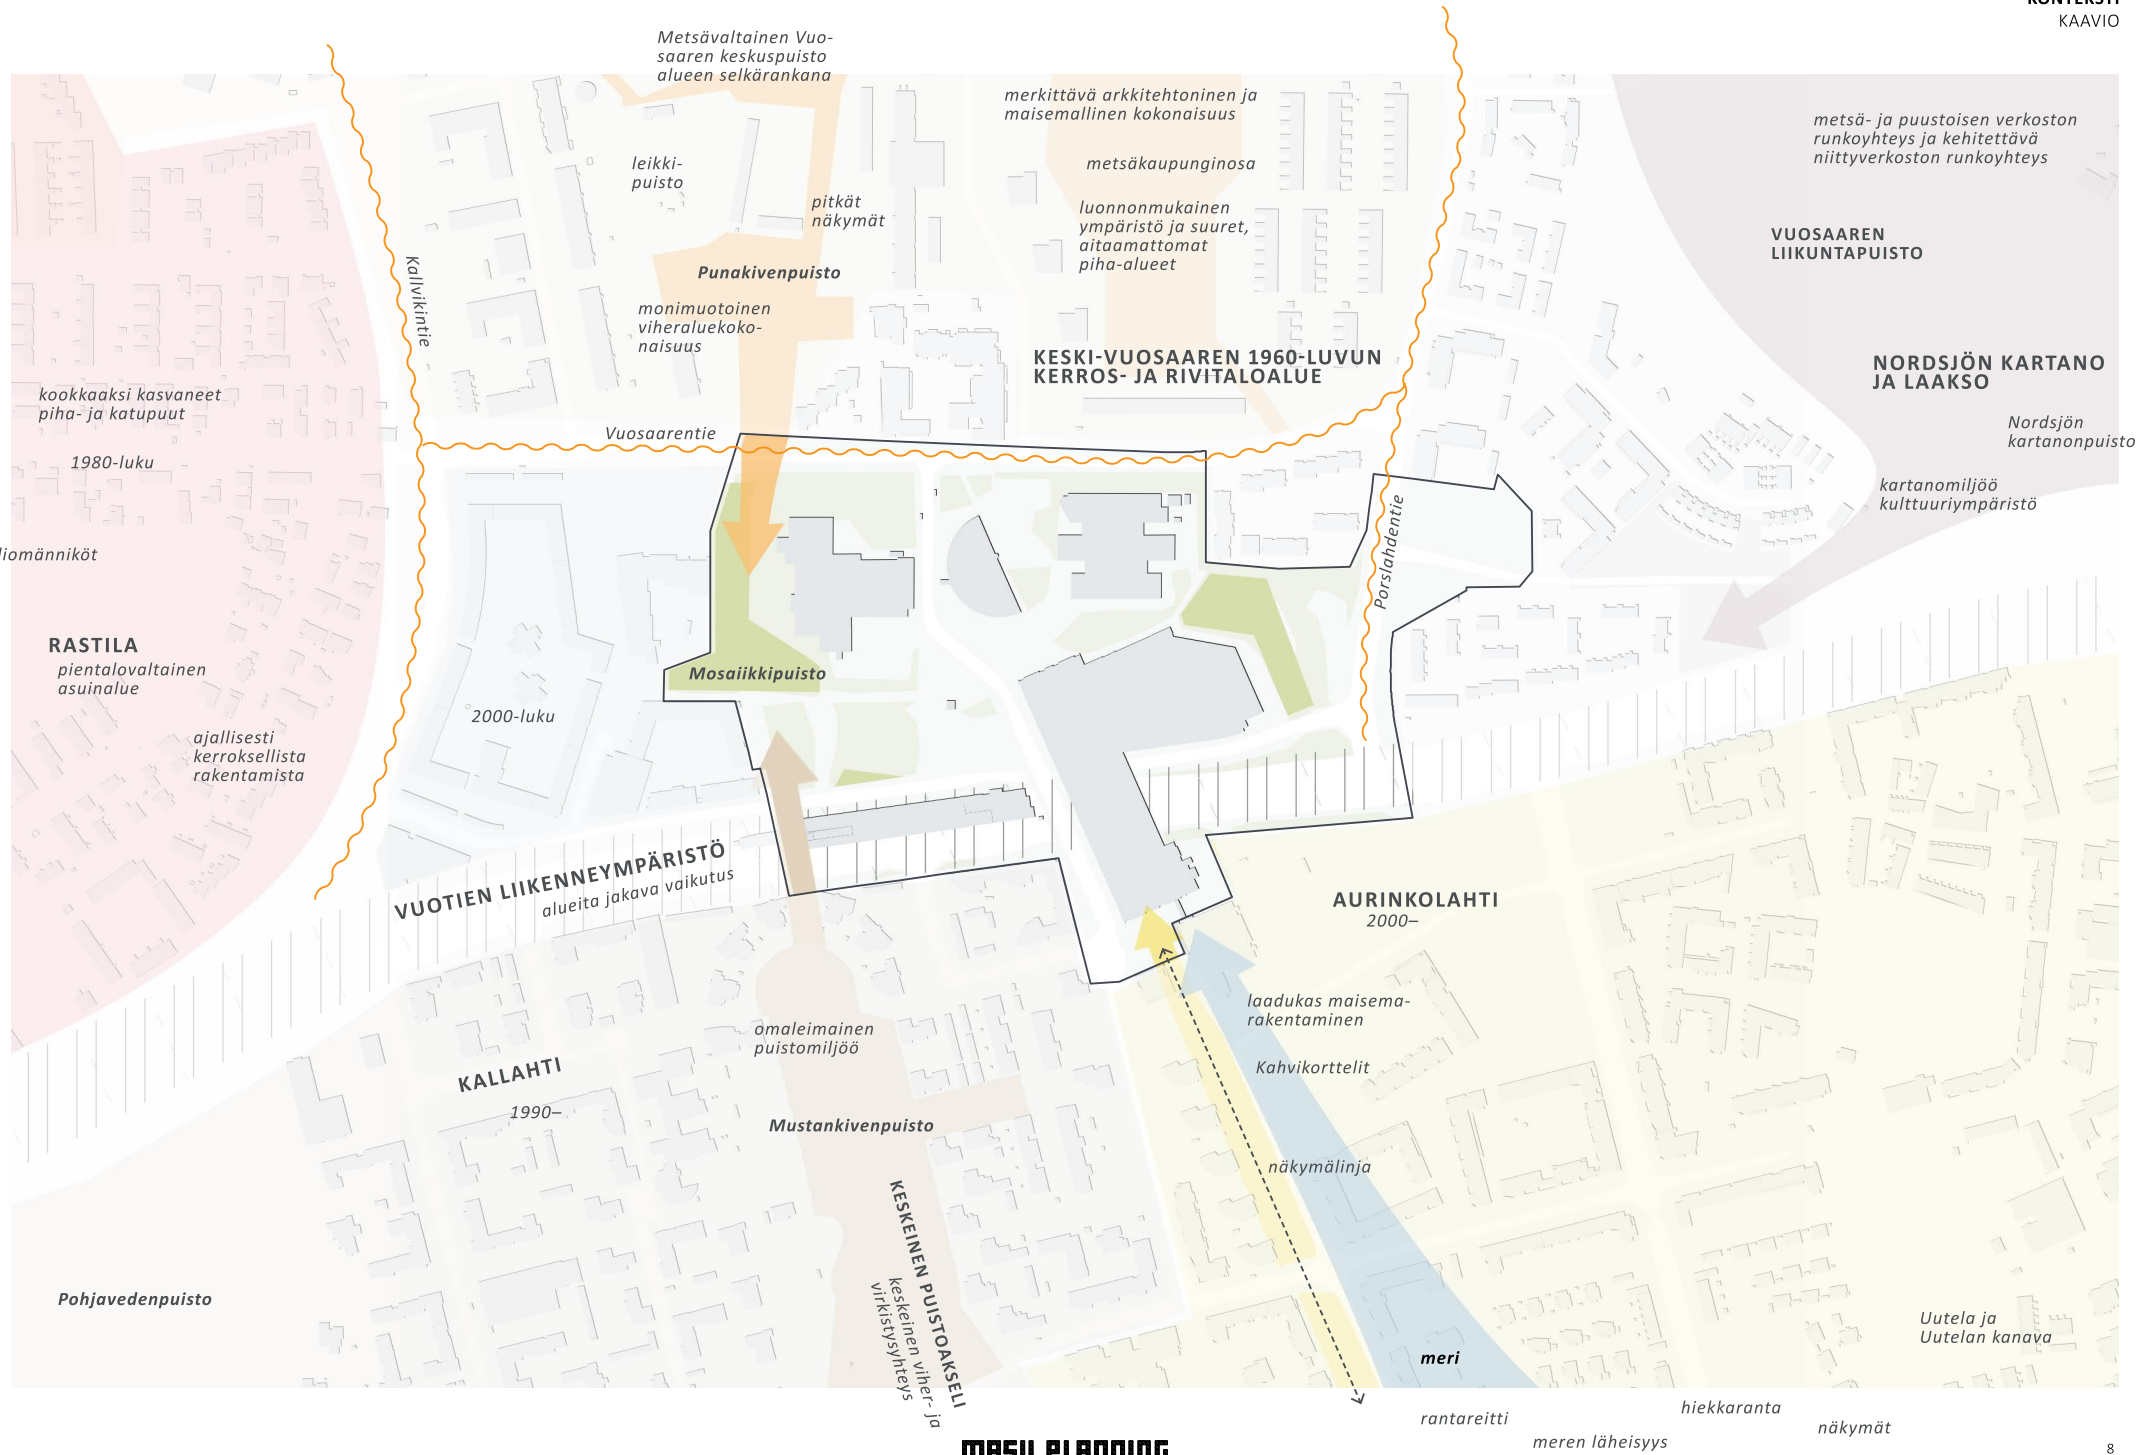 KONTEKSTI
KAAVIO
Metsävaltainen Vuo-
saaren keskuspuisto
alueen selkärankana
merkittävä arkkitehtoninen ja
maisemallinen kokonaisuus
metsä- ja puustoisen verkoston
runkoyhteys ja kehitettävä
niittyverkoston runkoyhteys
leikki-
puisto
metsäkaupunginosa
pitkät
näkymät
luonnonmukainen
ympäristö ja suuret,
aitaamattomat
piha-alueet
VUOSAAREN
LIIKUNTAPUISTO
Kallvikintie
Punakivenpuisto
monimuotoinen
viheraluekoko-
naisuus
KESKI-VUOSAAREN 1960-LUVUN
KERROS- JA RIVITALOALUE
NORDSJÖN KARTANO
JA LAAKSO
kookkaaksi kasvaneet
piha- ja katupuut
Nordsjön
kartanonpuisto
Vuosaarentie
1980-luku
kartanomiljöö
kulttuuriympäristö
Porslahdentie
liomänniköt
RASTILA
pientalovaltainen
asuinalue
Mosaiikkipuisto
2000-luku
ajallisesti
kerroksellista
rakentamista
VUOTIEN LIIKENNEYMPÄRISTÖ
alueita jakava vaikutus
AURINKOLAHTI
2000–
laadukas maisema-
rakentaminen
omaleimainen
puistomiljöö
Kahvikorttelit
KALLAHTI
1990–
Mustankivenpuisto
näkymälinja
KESKEINEN PUISTOAKSELI
keskeinen viher- ja
virkistysyhteys
Pohjavedenpuisto
Uutela ja
Uutelan kanava
meri
rantareitti
hiekkaranta
näkymät
meren läheisyys
MASU PLANNING
8